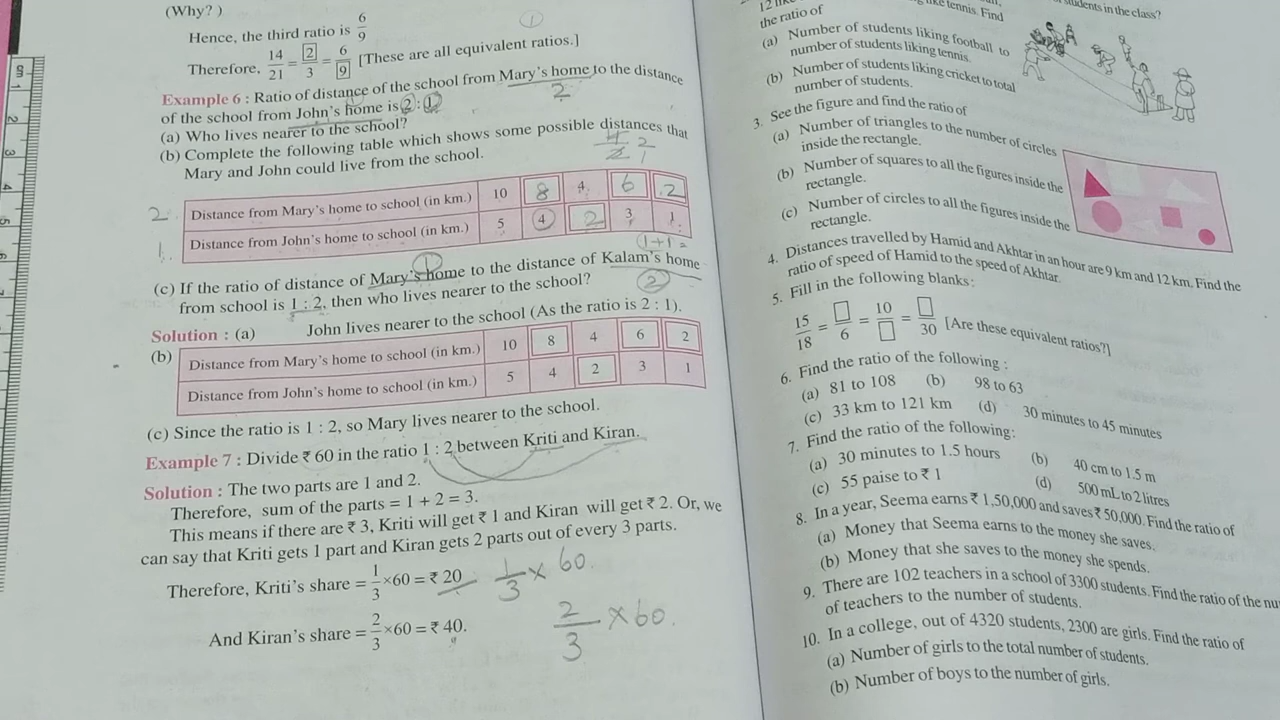 (Why? )
Hence, the third ratio is 6/9
1
Therefore, 14/21 = 2/3 = 6/9 [These are all equivalent ratios.]
Example 6 : Ratio of distance of the school from Mary's home to the distance
2
of the school from John's home is 2 : 1.
(a) Who lives nearer to the school?
(b) Complete the following table which shows some possible distances that
Mary and John could live from the school.
4/2 2/1
2 Distance from Mary's home to school (in km.) 10 8 4 6 2
1 Distance from John's home to school (in km.) 5 4 2 3 1
1+1=
1
(c) If the ratio of distance of Mary's home to the distance of Kalam's home
from school is 1 : 2, then who lives nearer to the school?
2
Solution : (a) John lives nearer to the school (As the ratio is 2 : 1).
(b) Distance from Mary's home to school (in km.) 10 8 4 6 2
Distance from John's home to school (in km.) 5 4 2 3 1
(c) Since the ratio is 1 : 2, so Mary lives nearer to the school.
Example 7 : Divide ₹ 60 in the ratio 1 : 2 between Kriti and Kiran.
Solution : The two parts are 1 and 2.
Therefore, sum of the parts = 1 + 2 = 3.
This means if there are ₹ 3, Kriti will get ₹ 1 and Kiran will get ₹ 2. Or, we
can say that Kriti gets 1 part and Kiran gets 2 parts out of every 3 parts.
Therefore, Kriti's share = 1/3 ×60 = ₹ 20 1/3 × 60.
And Kiran's share = 2/3 ×60 = ₹ 40. 2/3 × 60.
students in the class?
like tennis. Find
the ratio of
(a) Number of students liking football to
number of students liking tennis.
(b) Number of students liking cricket to total
number of students.
3. See the figure and find the ratio of
(a) Number of triangles to the number of circles
inside the rectangle.
(b) Number of squares to all the figures inside the
rectangle.
(c) Number of circles to all the figures inside the
rectangle.
4. Distances travelled by Hamid and Akhtar in an hour are 9 km and 12 km. Find the
ratio of speed of Hamid to the speed of Akhtar.
5. Fill in the following blanks:
15/18 = □/6 = 10/□ = □/30 [Are these equivalent ratios?]
6. Find the ratio of the following :
(a) 81 to 108 (b) 98 to 63
(c) 33 km to 121 km (d) 30 minutes to 45 minutes
7. Find the ratio of the following:
(a) 30 minutes to 1.5 hours (b) 40 cm to 1.5 m
(c) 55 paise to ₹ 1 (d) 500 mL to 2 litres
8. In a year, Seema earns ₹ 1,50,000 and saves ₹ 50,000. Find the ratio of
(a) Money that Seema earns to the money she saves.
(b) Money that she saves to the money she spends.
9. There are 102 teachers in a school of 3300 students. Find the ratio of the
of teachers to the number of students.
10. In a college, out of 4320 students, 2300 are girls. Find the ratio of
(a) Number of girls to the total number of students.
(b) Number of boys to the number of girls.
1
2
3
4
5
6